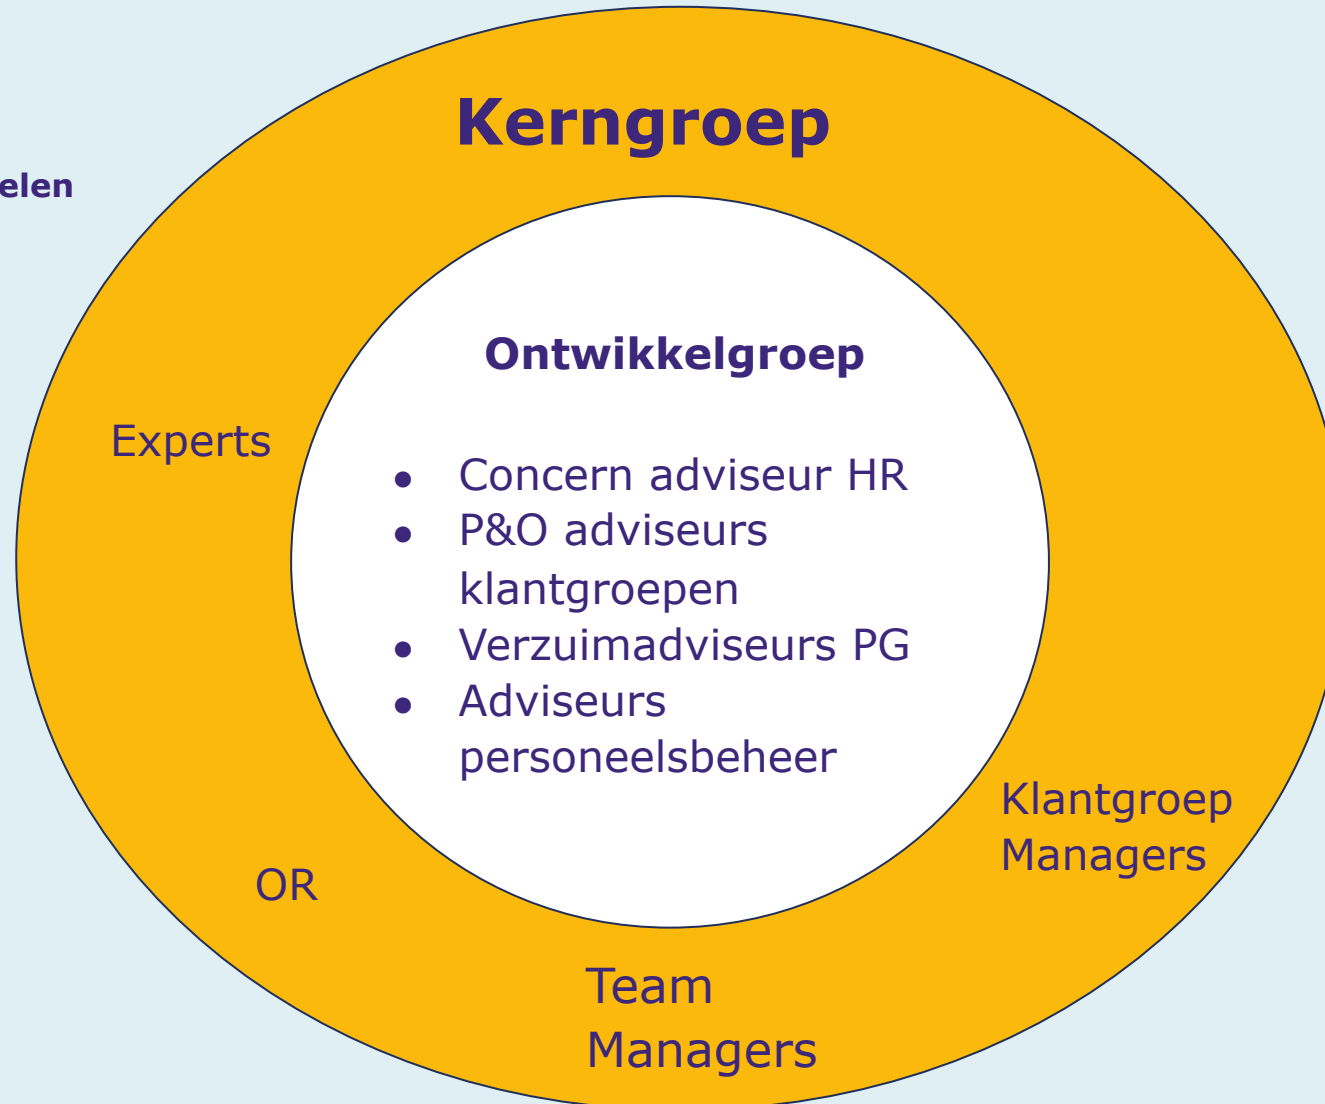 Kerngroep
elen
Ontwikkelgroep
Experts
● Concern adviseur HR
● P&O adviseurs
klantgroepen
● Verzuimadviseurs PG
● Adviseurs
personeelsbeheer
Klantgroep
Managers
OR
Team
Managers